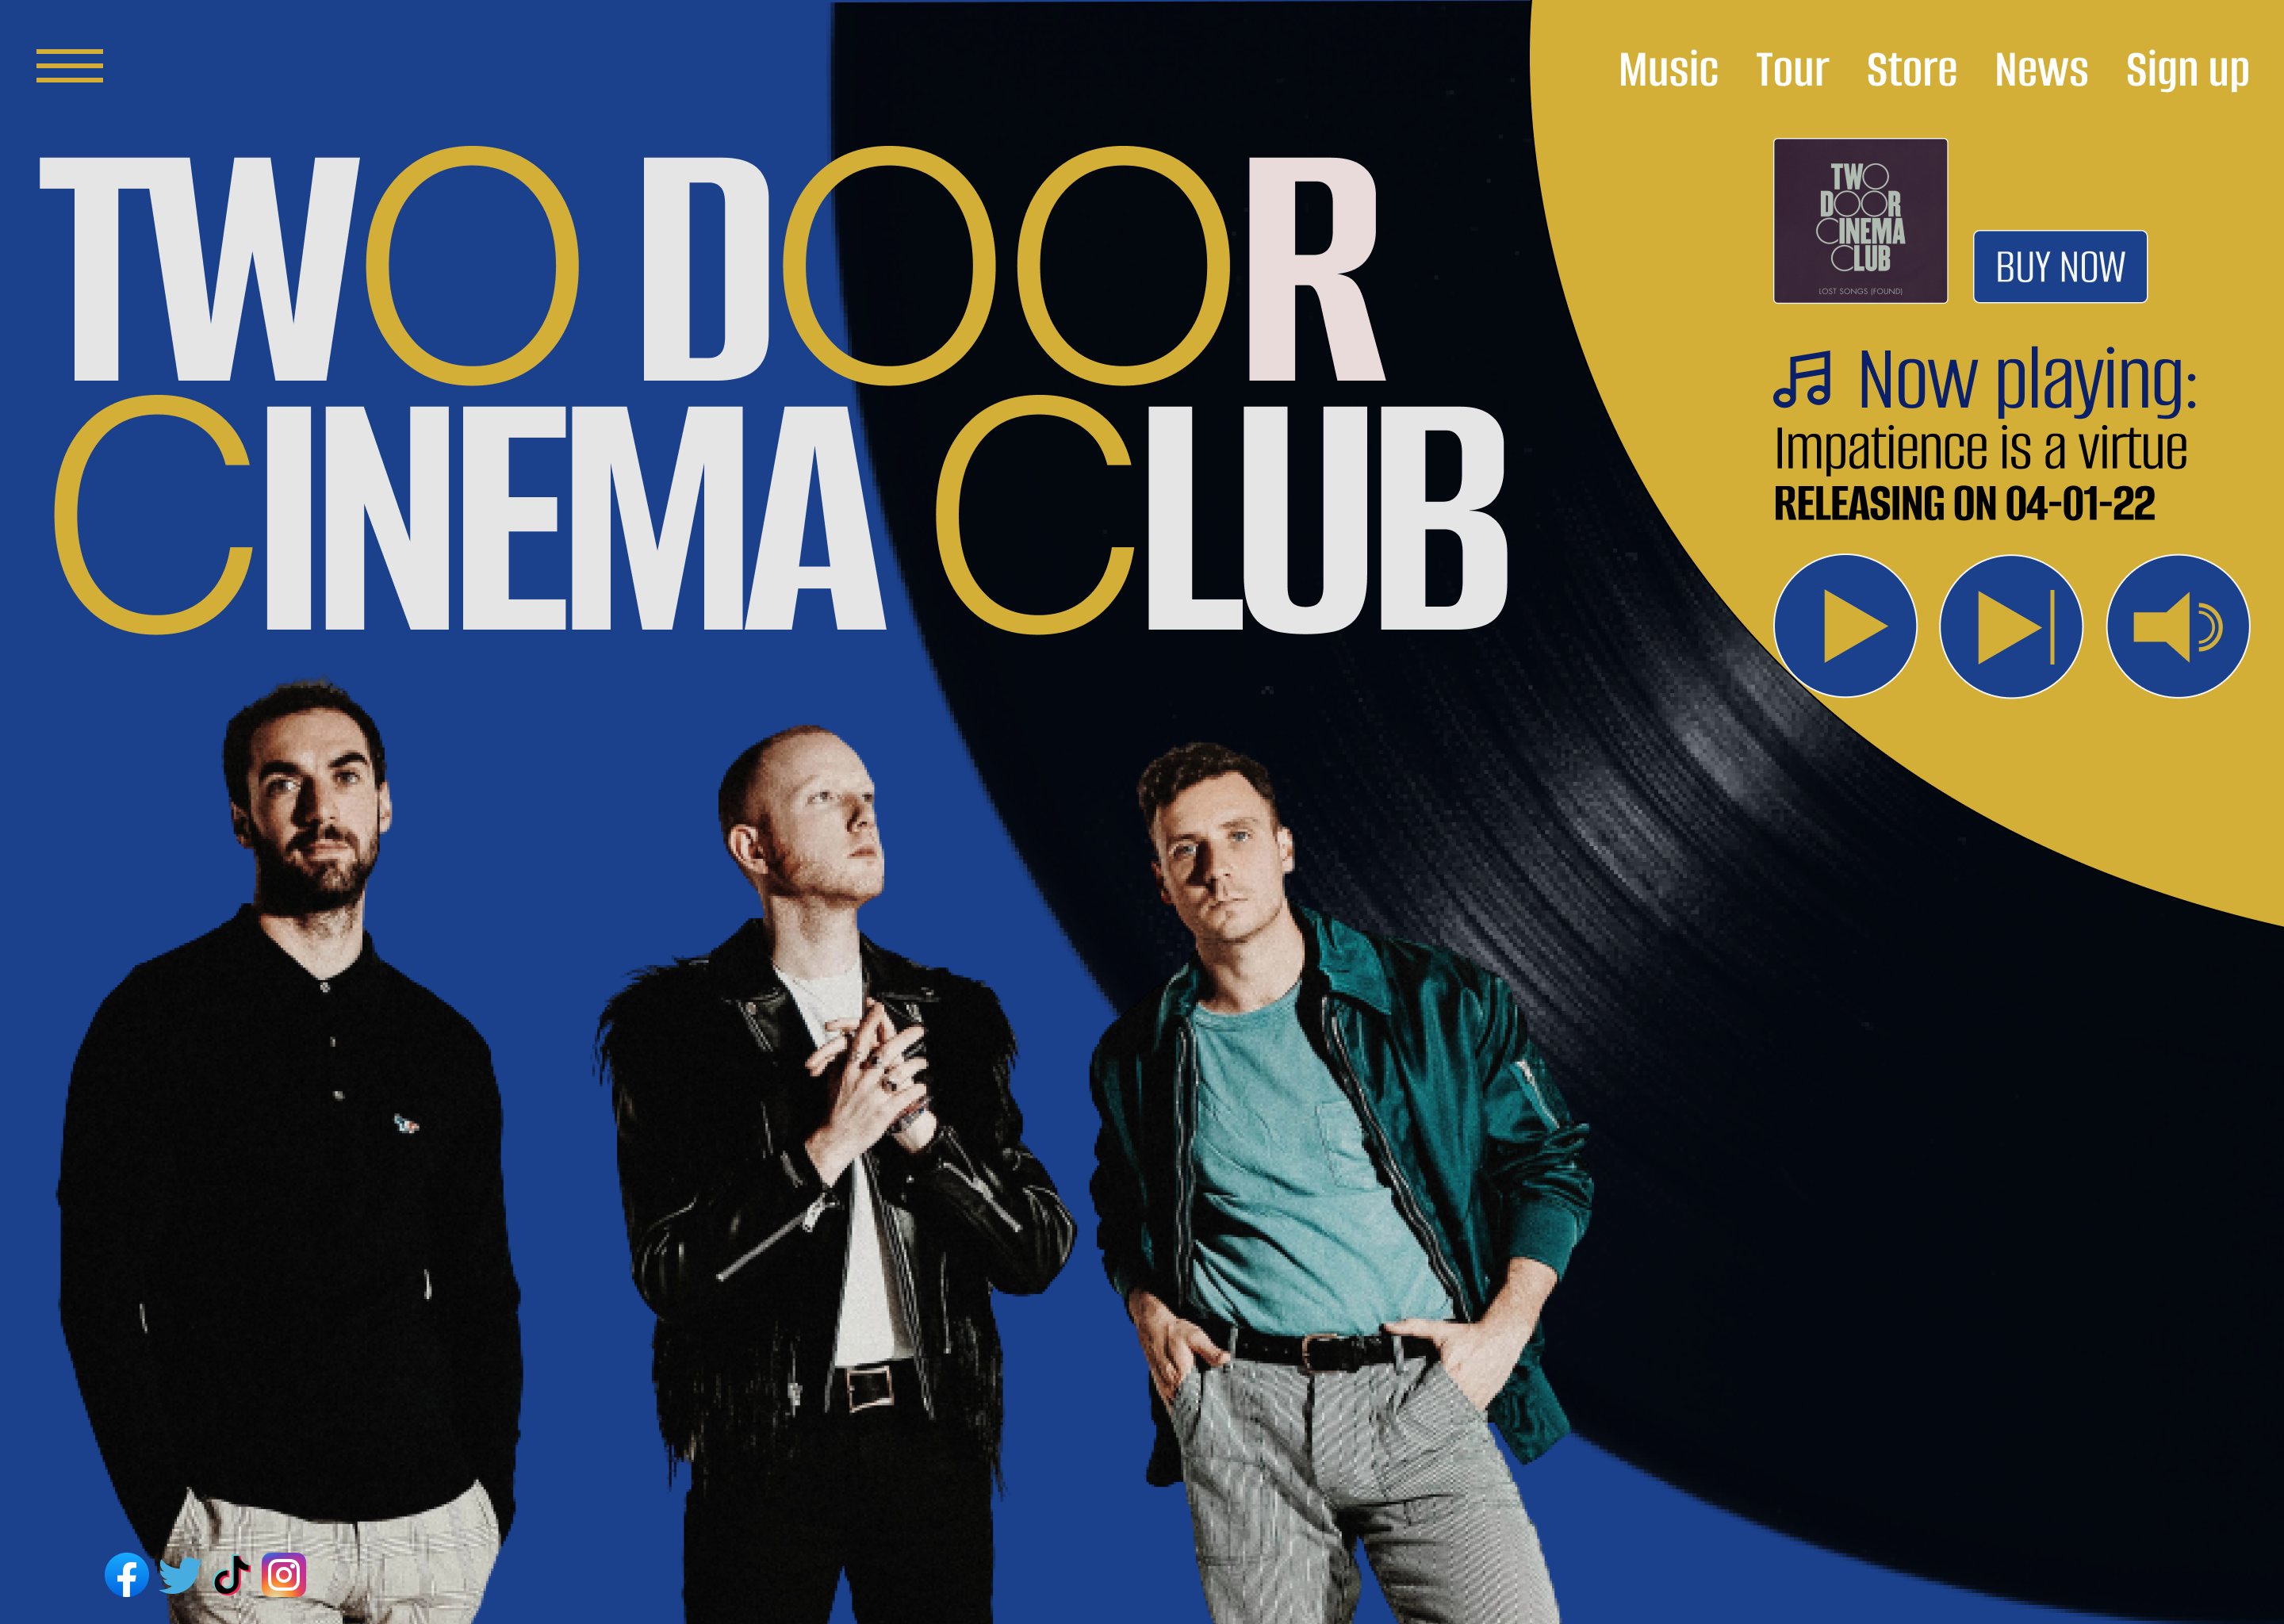 Music Tour Store News Sign up
TWO DOOR
CINEMA CLUB
TWO
DOOR
CINEMA
CLUB
LOST SONGS (FOUND)
BUY NOW
Now playing:
Impatience is a virtue
RELEASING ON 04-01-22